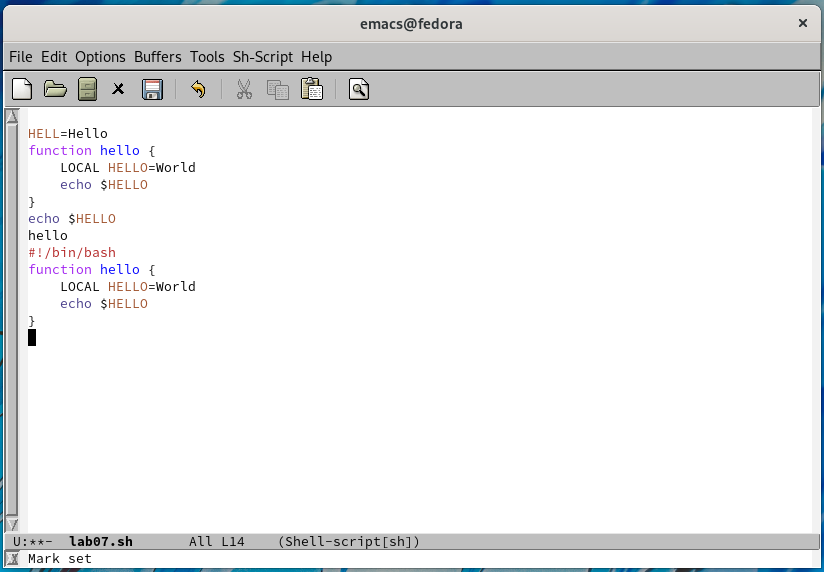 emacs@fedora
File Edit Options Buffers Tools Sh-Script Help
HELL=Hello
function hello {
    LOCAL HELLO=World
    echo $HELLO
}
echo $HELLO
hello
#!/bin/bash
function hello {
    LOCAL HELLO=World
    echo $HELLO
}
U:**-  lab07.sh       All L14    (Shell-script[sh])
Mark set